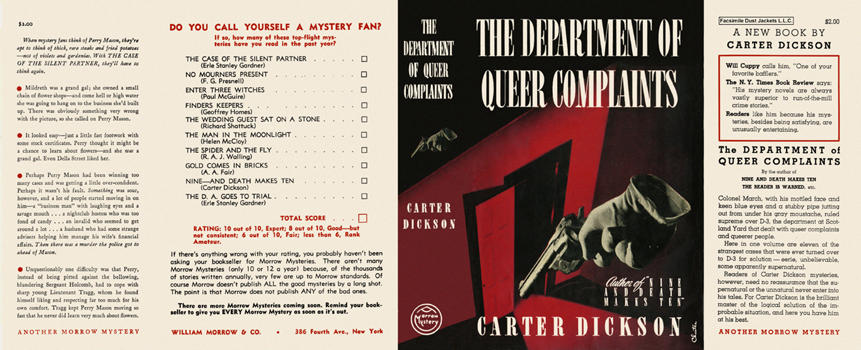 $2.00
When mystery fans think of Perry Mason, they're
apt to think of thick, rare steaks and fried potatoes
—not of violets and gardenias. With THE CASE
OF THE SILENT PARTNER, they'll have to
think again.
Mildreth was a grand gal; she owned a small
chain of flower shops—and come hell or high water
she was going to hang on to the business she'd built
up. There was obviously something very wrong
with the picture, so she called on Perry Mason.
It looked easy—just a little fast footwork with
some stock certificates. Perry thought it might be
a chance to learn about flowers—and she was a
grand gal. Even Della Street liked her.
Perhaps Perry Mason had been winning too
many cases and was getting a little over-confident.
Perhaps it wasn't his fault. Something was sour,
however, and a lot of people started moving in on
him—a "business man" with laughing eyes and a
savage mouth . . . a nightclub hostess who was too
fond of candy . . . an invalid who seemed to get
around a lot . . . a husband who had some strange
advisers helping him manage his wife's financial
affairs. Then there was a murder the police got to
ahead of Mason.
Unquestionably one difficulty was that Perry,
instead of being pitted against the bellowing,
blundering Sergeant Holcomb, had to cope with
sharp young Lieutenant Tragg, whom he found
himself liking and respecting far too much for his
own comfort. Tragg kept Perry Mason moving so
fast that he never did learn very much about flowers.
ANOTHER MORROW MYSTERY
DO YOU CALL YOURSELF A MYSTERY FAN?
If so, how many of these top-flight mys-
teries have you read in the past year?
THE CASE OF THE SILENT PARTNER
(Erle Stanley Gardner)
NO MOURNERS PRESENT
(F. G. Presnell)
ENTER THREE WITCHES
(Paul McGuire)
FINDERS KEEPERS
(Geoffrey Homes)
THE WEDDING GUEST SAT ON A STONE
(Richard Shattuck)
THE MAN IN THE MOONLIGHT
(Helen McCloy)
THE SPIDER AND THE FLY
(R. A. J. Walling)
GOLD COMES IN BRICKS
(A. A. Fair)
NINE—AND DEATH MAKES TEN
(Carter Dickson)
THE D. A. GOES TO TRIAL
(Erle Stanley Gardner)
TOTAL SCORE
RATING: 10 out of 10, Expert; 8 out of 10, Good—but
not consistent; 6 out of 10, Fair; less than 6, Rank
Amateur.
If there's anything wrong with your rating, you probably haven't been
asking your bookseller for Morrow Mysteries. There aren't many
Morrow Mysteries (only 10 or 12 a year) because, of the thousands
of stories written annually, very few are up to Morrow standards. Of
course Morrow doesn't publish ALL the good mysteries by a long shot.
The point is that Morrow does not publish ANY of the bad ones.
There are more Morrow Mysteries coming soon. Remind your book-
seller to give you EVERY Morrow Mystery as soon as it's out.
WILLIAM MORROW & CO. • 386 Fourth Ave., New York
THE
DEPARTMENT
OF QUEER
COMPLAINTS
CARTER
DICKSON
Morrow
Mystery
THE DEPARTMENT OF
QUEER COMPLAINTS
Author of "NINE
AND DEATH
MAKES TEN"
CARTER DICKSON
Facsimile Dust Jackets L.L.C.
$2.00
A NEW BOOK BY
CARTER DICKSON
Will Cuppy calls him, "One of your
favorite bafflers."
The N. Y. Times Book Review says:
"His mystery novels are always
vastly superior to run-of-the-mill
crime stories."
Readers like him because his mys-
teries, besides being satisfying, are
unusually entertaining.
The DEPARTMENT of
QUEER COMPLAINTS
By the author of
NINE AND DEATH MAKES TEN
THE READER IS WARNED, etc.
Colonel March, with his mottled face and
keen blue eyes and a stubby pipe jutting
out from under his gray moustache, ruled
supreme over D-3, the department at Scot-
land Yard that dealt with queer complaints
and queerer people.
Here in one volume are eleven of the
strangest cases that were ever turned over
to D-3 for solution — eerie, unbelievable,
some apparently supernatural.
Readers of Carter Dickson mysteries,
however, need no reassurance that the su-
pernatural or the unnatural never enter into
his tales. For Carter Dickson is the brilliant
master of the logical solution of the im-
probable situation, and here you have him
at his best.
ANOTHER MORROW MYSTERY